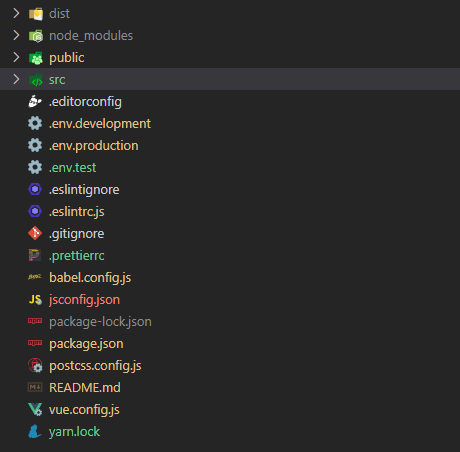 dist
node_modules
public
src
.editorconfig
.env.development
.env.production
.env.test
.eslintignore
.eslintrc.js
.gitignore
.prettierrc
babel.config.js
JS jsconfig.json
package-lock.json
package.json
postcss.config.js
README.md
vue.config.js
yarn.lock